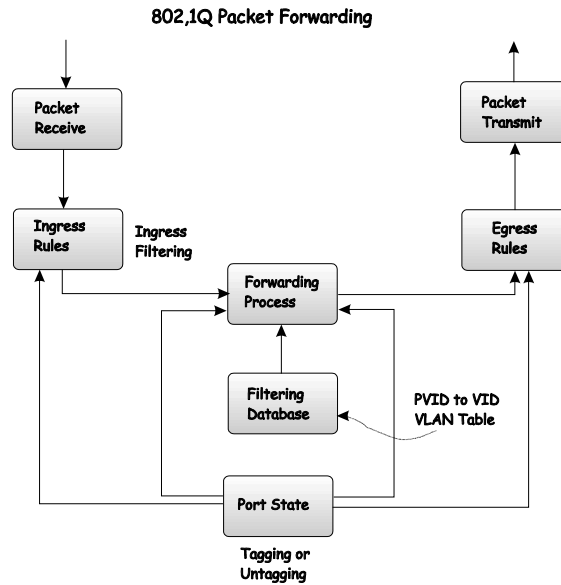 802,1Q Packet Forwarding
Packet
Receive
Packet
Transmit
Ingress
Rules
Ingress
Filtering
Egress
Rules
Forwarding
Process
Filtering
Database
PVID to VID
VLAN Table
Port State
Tagging or
Untagging